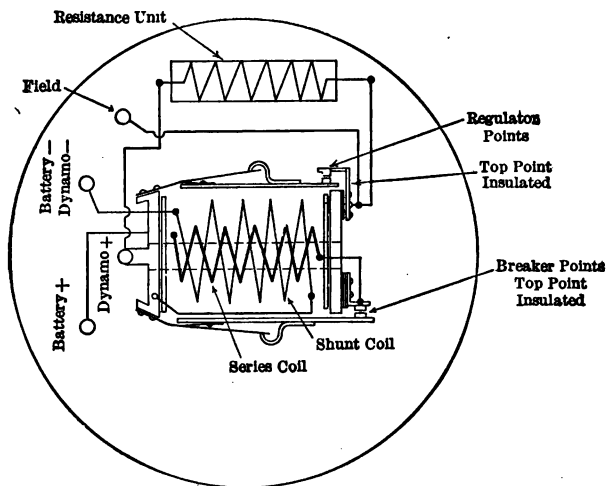 Resistance Unit
Field
Regulator
Points
Top Point
Insulated
Battery—
Dynamo—
Dynamo+
Battery+
Breaker Points
Top Point
Insulated
Shunt Coil
Series Coil